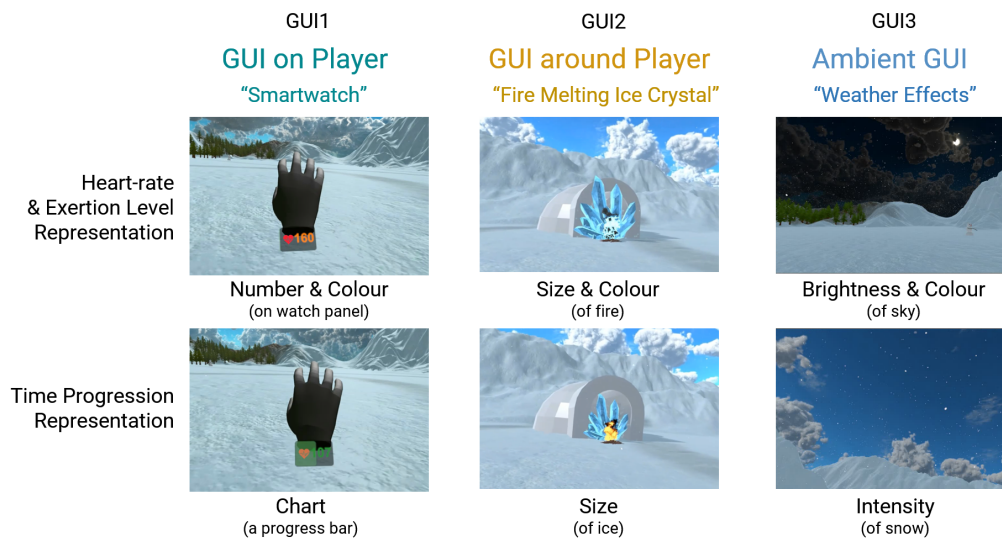 GUI1
GUI2
GUI3
GUI on Player
GUI around Player
Ambient GUI
“Smartwatch”
“Fire Melting Ice Crystal”
“Weather Effects”
Heart-rate
& Exertion Level
Representation
160
Number & Colour
(on watch panel)
Size & Colour
(of fire)
Brightness & Colour
(of sky)
Time Progression
Representation
Chart
(a progress bar)
Size
(of ice)
Intensity
(of snow)